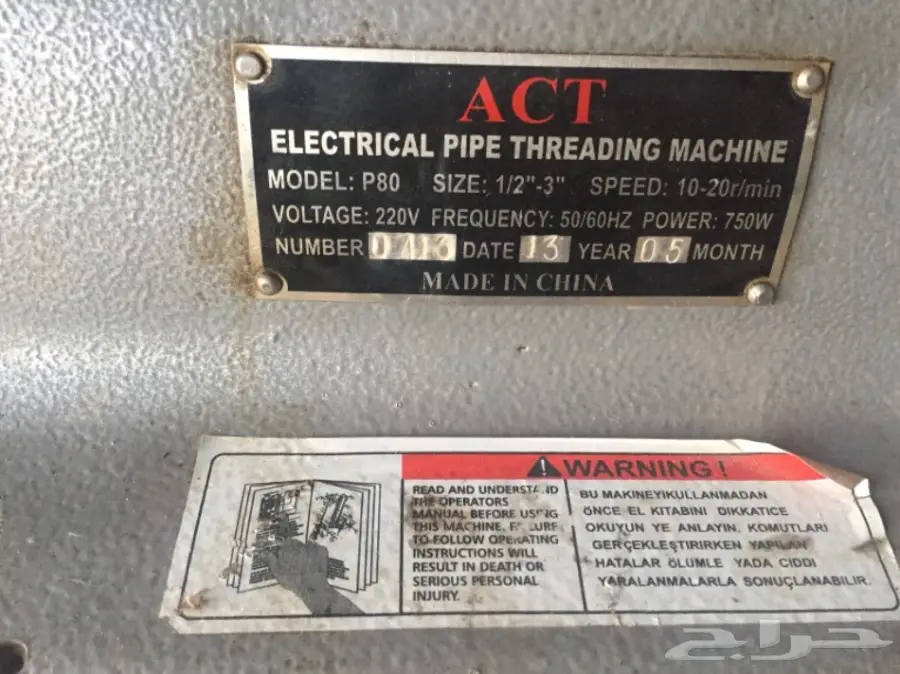 ACT
ELECTRICAL PIPE THREADING MACHINE
MODEL: P80 SIZE: 1/2"-3" SPEED: 10-20r/min
VOLTAGE: 220V FREQUENCY: 50/60HZ POWER: 750W
NUMBER 0713 DATE 13 YEAR 05 MONTH
MADE IN CHINA
WARNING!
READ AND UNDERSTAND
THE OPERATORS
MANUAL BEFORE USING
THIS MACHINE. FAILURE
TO FOLLOW OPERATING
INSTRUCTIONS WILL
RESULT IN DEATH OR
SERIOUS PERSONAL
INJURY.
BU MAKINEYIKULLANMADAN
ÖNCE EL KITABINI DIKKATICE
OKUYUN YE ANLAYIN. KOMUTLARI
GERÇEKLEŞTIRIRKEN YAPILAN
HATALAR ÖLUMLE YADA CIDDI
YARALANMALARLA SONUÇLANABILIR.
حراج